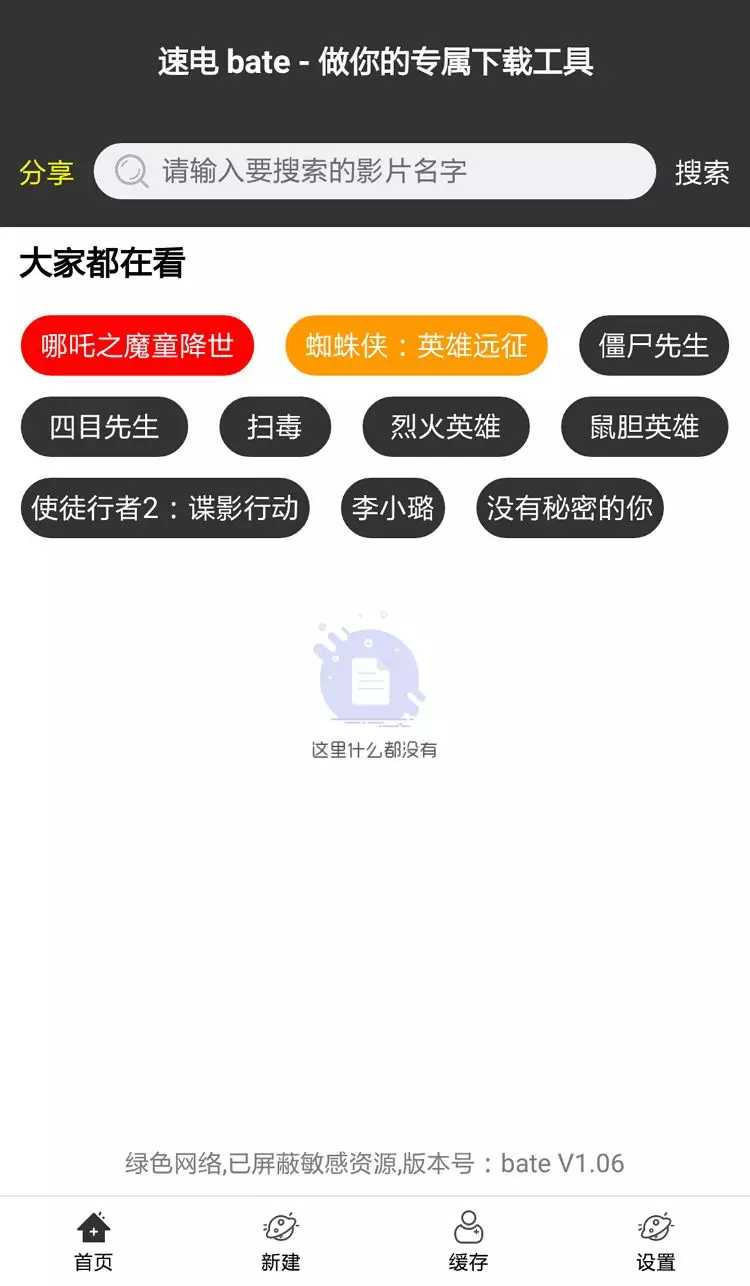 速电 bate - 做你的专属下载工具
分享 请输入要搜索的影片名字 搜索
大家都在看
哪吒之魔童降世 蜘蛛侠：英雄远征 僵尸先生
四目先生 扫毒 烈火英雄 鼠胆英雄
使徒行者2：谍影行动 李小璐 没有秘密的你
这里什么都没有
绿色网络,已屏蔽敏感资源,版本号：bate V1.06
首页 新建 缓存 设置